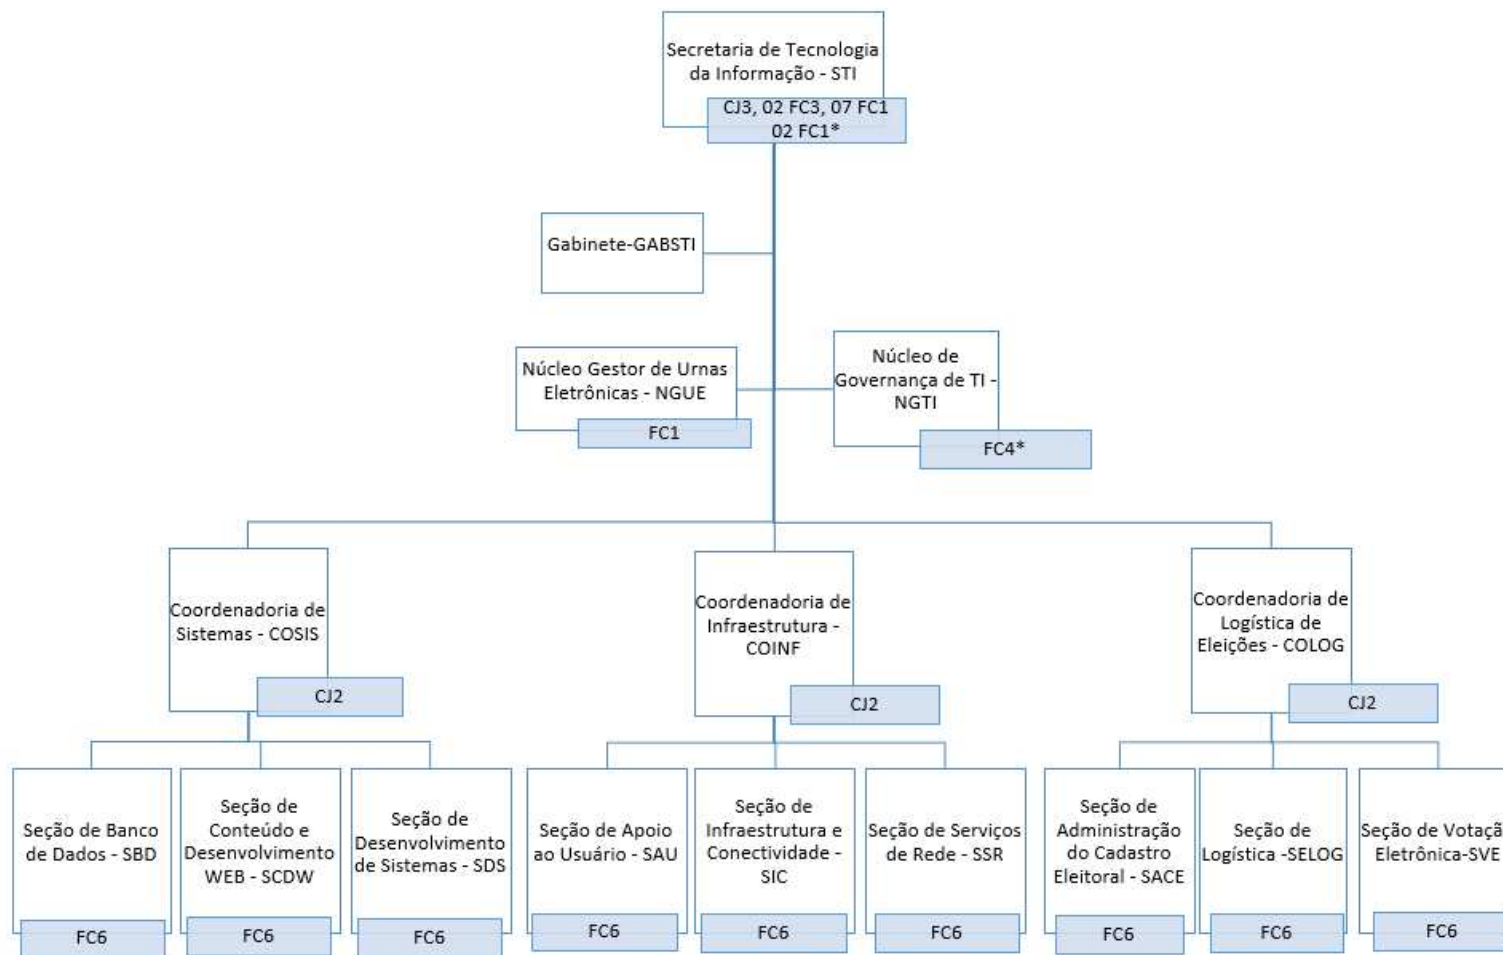 Secretaria de Tecnologia
da Informação - STI
CJ3, 02 FC3, 07 FC1
02 FC1*
Gabinete-GABSTI
Núcleo Gestor de Urnas
Eletrônicas - NGUE
FC1
Núcleo de
Governança de TI -
NGTI
FC4*
Coordenadoria de
Sistemas - COSIS
CJ2
Coordenadoria de
Infraestrutura -
COINF
CJ2
Coordenadoria de
Logística de
Eleições - COLOG
CJ2
Seção de Banco
de Dados - SBD
FC6
Seção de
Conteúdo e
Desenvolvimento
WEB - SCDW
FC6
Seção de
Desenvolvimento
de Sistemas - SDS
FC6
Seção de Apoio
ao Usuário - SAU
FC6
Seção de
Infraestrutura e
Conectividade -
SIC
FC6
Seção de Serviços
de Rede - SSR
FC6
Seção de
Administração
do Cadastro
Eleitoral - SACE
FC6
Seção de
Logística -SELOG
FC6
Seção de Votaçã
Eletrônica-SVE
FC6